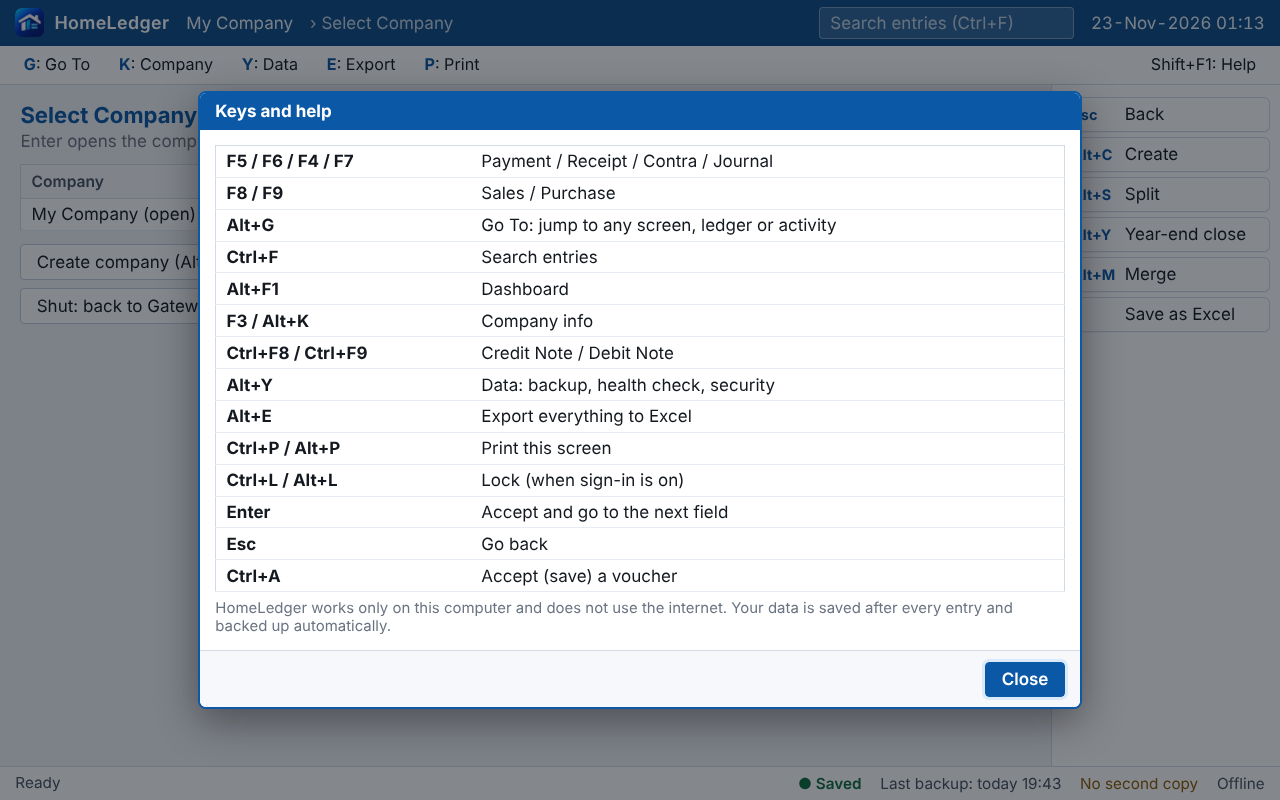 HomeLedger My Company › Select Company Search entries (Ctrl+F) 23-Nov-2026 01:13
G: Go To K: Company Y: Data E: Export P: Print Shift+F1: Help
Select Company
Enter opens the comp
Company
My Company (open)
Create company (Al
Shut: back to Gatew
Keys and help
F5 / F6 / F4 / F7 Payment / Receipt / Contra / Journal
F8 / F9 Sales / Purchase
Alt+G Go To: jump to any screen, ledger or activity
Ctrl+F Search entries
Alt+F1 Dashboard
F3 / Alt+K Company info
Ctrl+F8 / Ctrl+F9 Credit Note / Debit Note
Alt+Y Data: backup, health check, security
Alt+E Export everything to Excel
Ctrl+P / Alt+P Print this screen
Ctrl+L / Alt+L Lock (when sign-in is on)
Enter Accept and go to the next field
Esc Go back
Ctrl+A Accept (save) a voucher
HomeLedger works only on this computer and does not use the internet. Your data is saved after every entry and
backed up automatically.
Close
sc Back
lt+C Create
lt+S Split
lt+Y Year-end close
lt+M Merge
Save as Excel
Ready Saved Last backup: today 19:43 No second copy Offline